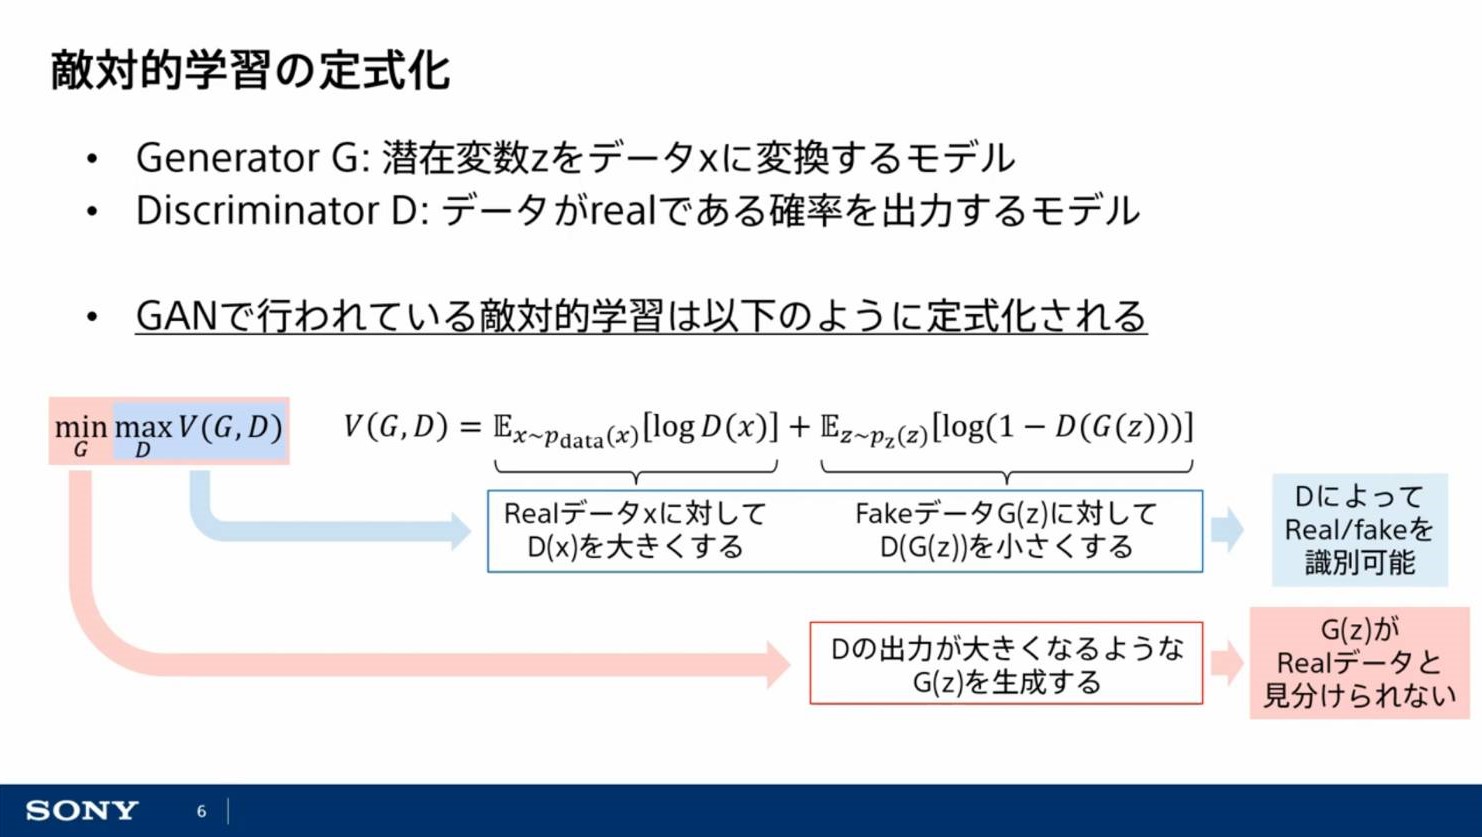 敵対的学習の定式化
• Generator G: 潜在変数zをデータxに変換するモデル
• Discriminator D: データがrealである確率を出力するモデル
• GANで行われている敵対的学習は以下のように定式化される
min_G max_D V(G, D)
V(G, D) = 𝔼_{x~p_data(x)}[log D(x)] + 𝔼_{z~p_z(z)}[log(1 − D(G(z)))]
Realデータxに対して
D(x)を大きくする
FakeデータG(z)に対して
D(G(z))を小さくする
Dによって
Real/fakeを
識別可能
Dの出力が大きくなるような
G(z)を生成する
G(z)が
Realデータと
見分けられない
SONY
6